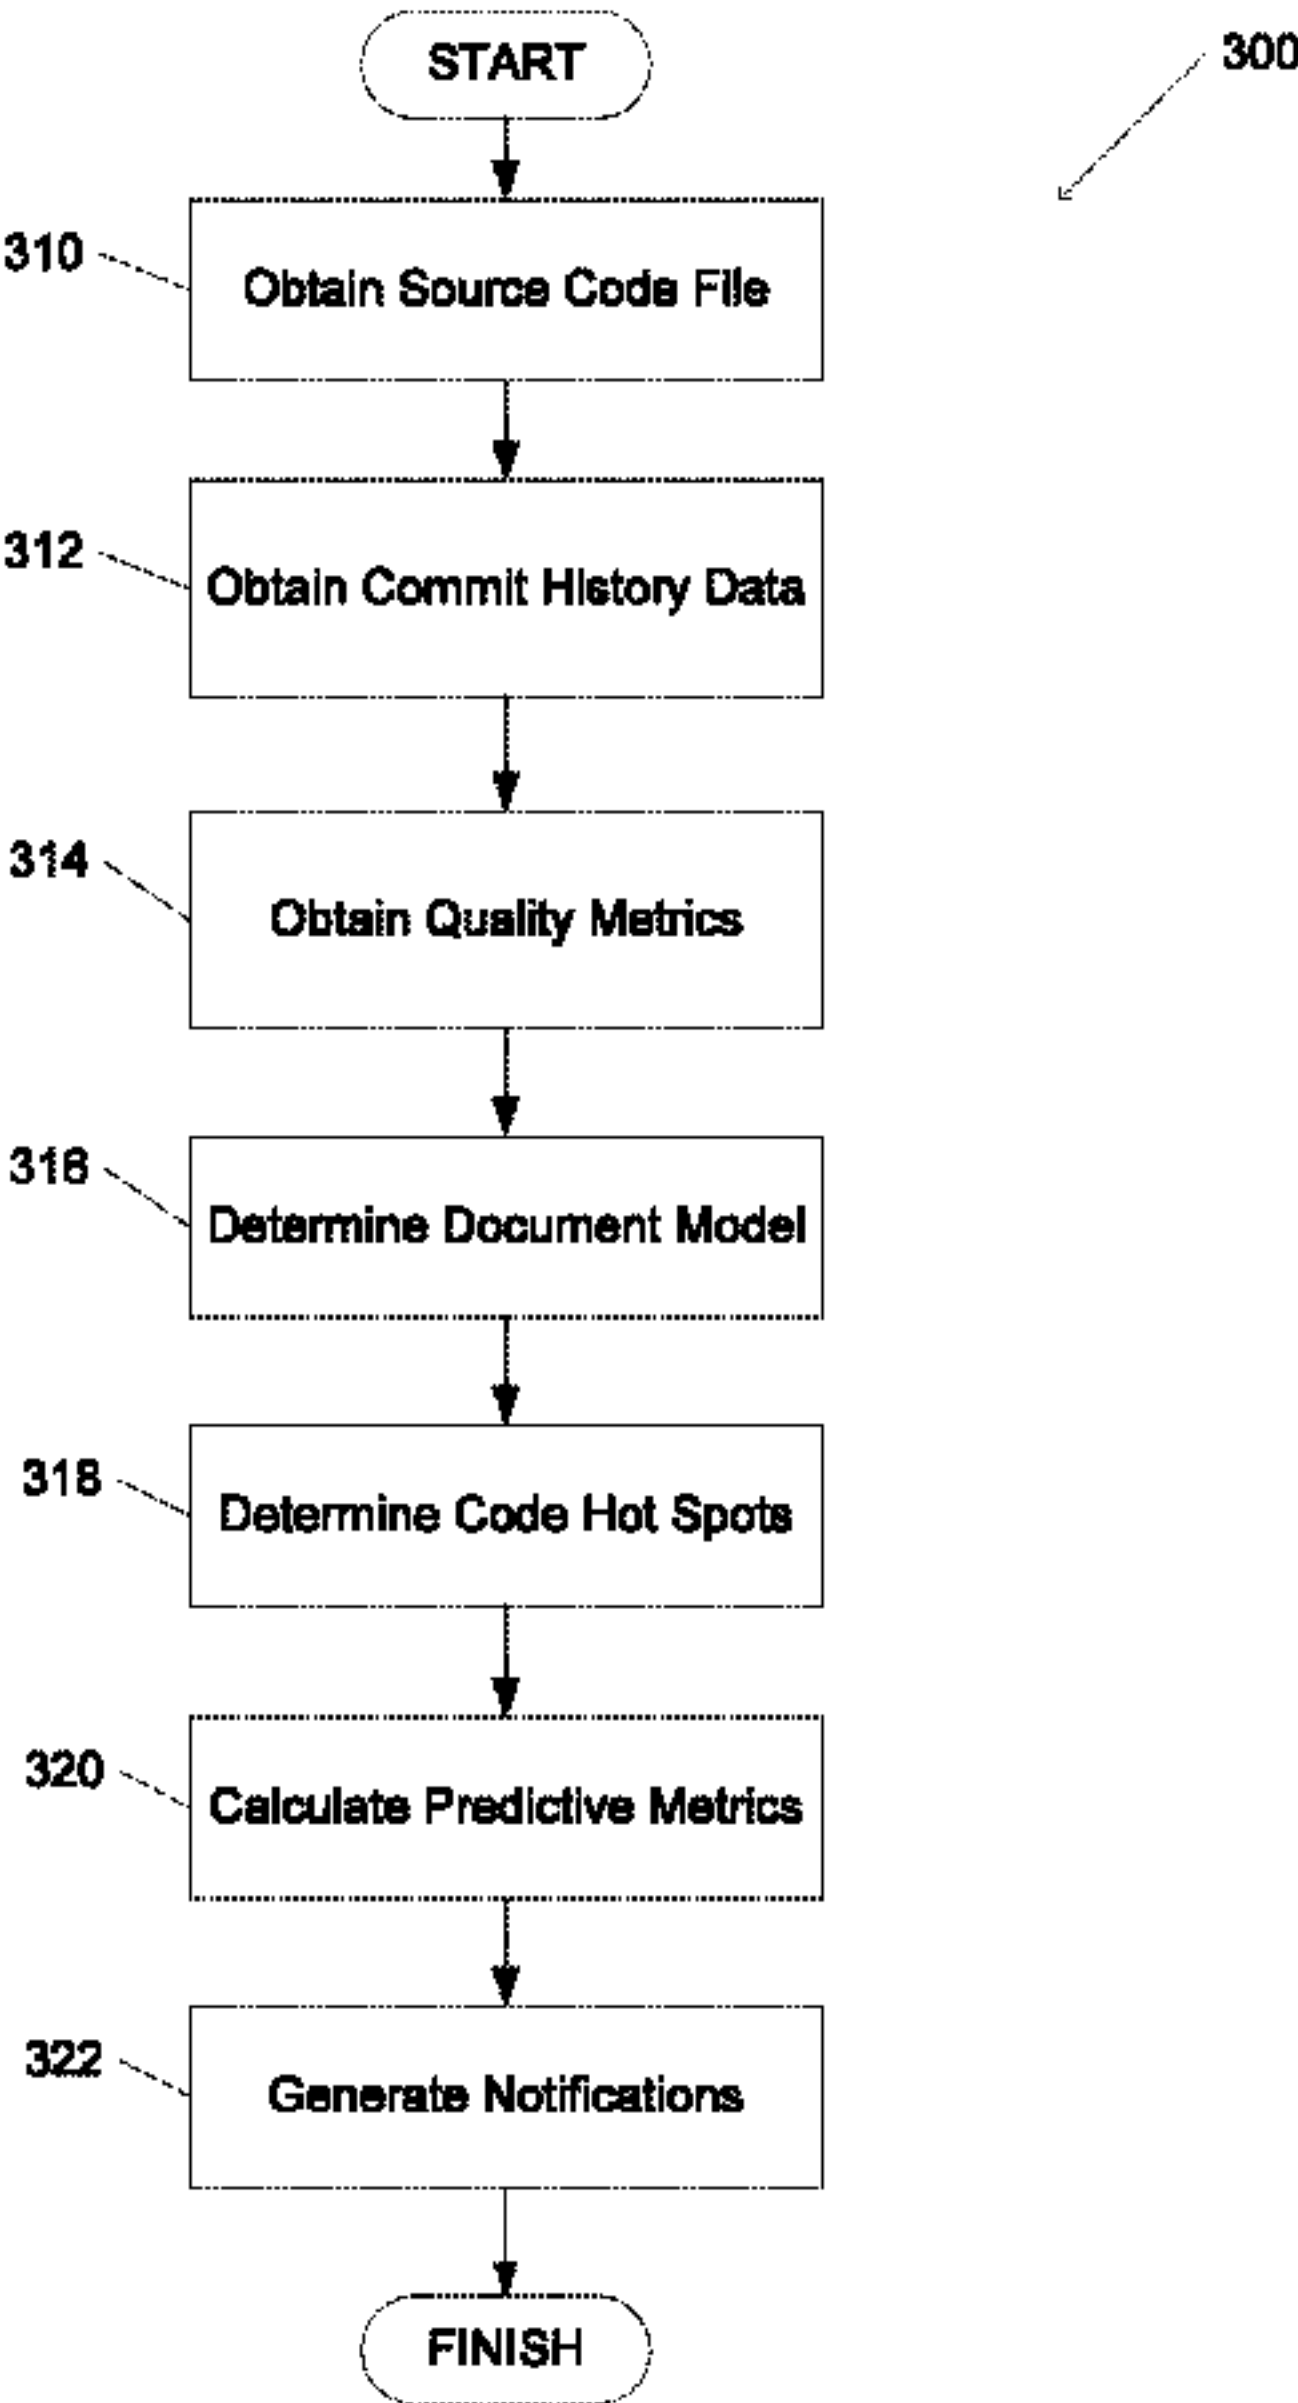 START
300
310
Obtain Source Code File
312
Obtain Commit History Data
314
Obtain Quality Metrics
316
Determine Document Model
318
Determine Code Hot Spots
320
Calculate Predictive Metrics
322
Generate Notifications
FINISH